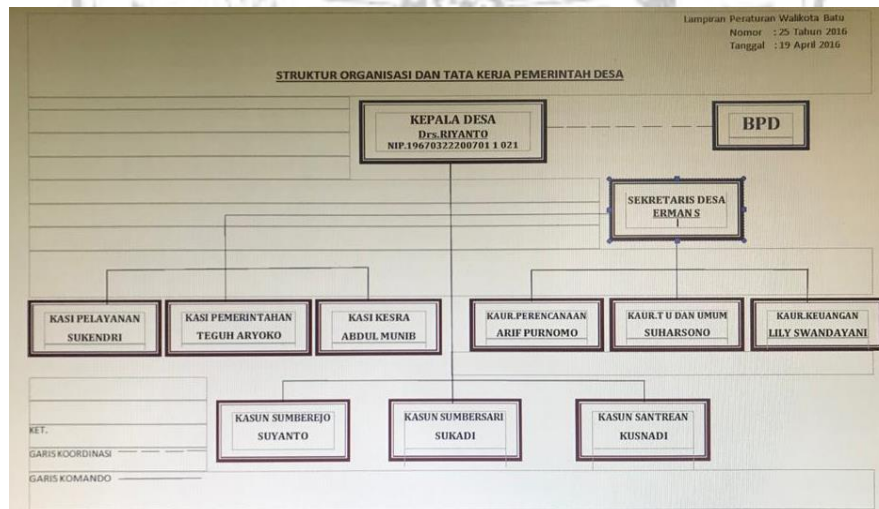 Lampiran Peraturan Walikota Batu
Nomor : 25 Tahun 2016
Tanggal : 19 April 2016
STRUKTUR ORGANISASI DAN TATA KERJA PEMERINTAH DESA
KEPALA DESA
Drs.RIYANTO
NIP.19670322200701 1 021
BPD
SEKRETARIS DESA
ERMAN S
KASI PELAYANAN
SUKENDRI
KASI PEMERINTAHAN
TEGUH ARYOKO
KASI KESRA
ABDUL MUNIB
KAUR.PERENCANAAN
ARIF PURNOMO
KAUR.T U DAN UMUM
SUHARSONO
KAUR.KEUANGAN
LILY SWANDAYANI
KASUN SUMBEREJO
SUYANTO
KASUN SUMBERSARI
SUKADI
KASUN SANTREAN
KUSNADI
KET.
GARIS KOORDINASI
GARIS KOMANDO